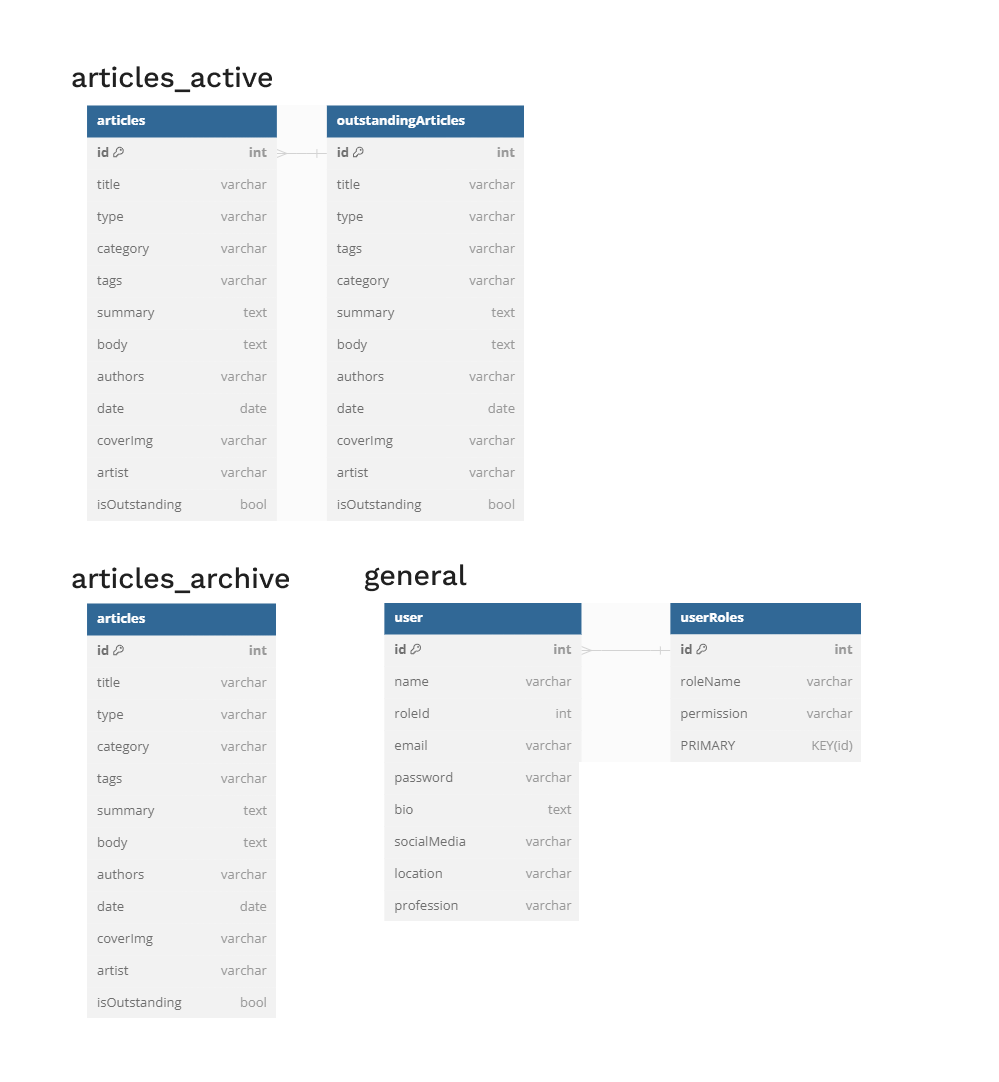 articles_active
articles
id int
title varchar
type varchar
category varchar
tags varchar
summary text
body text
authors varchar
date date
coverImg varchar
artist varchar
isOutstanding bool
outstandingArticles
id int
title varchar
type varchar
tags varchar
category varchar
summary text
body text
authors varchar
date date
coverImg varchar
artist varchar
isOutstanding bool
articles_archive
articles
id int
title varchar
type varchar
category varchar
tags varchar
summary text
body text
authors varchar
date date
coverImg varchar
artist varchar
isOutstanding bool
general
user
id int
name varchar
roleId int
email varchar
password varchar
bio text
socialMedia varchar
location varchar
profession varchar
userRoles
id int
roleName varchar
permission varchar
PRIMARY KEY(id)